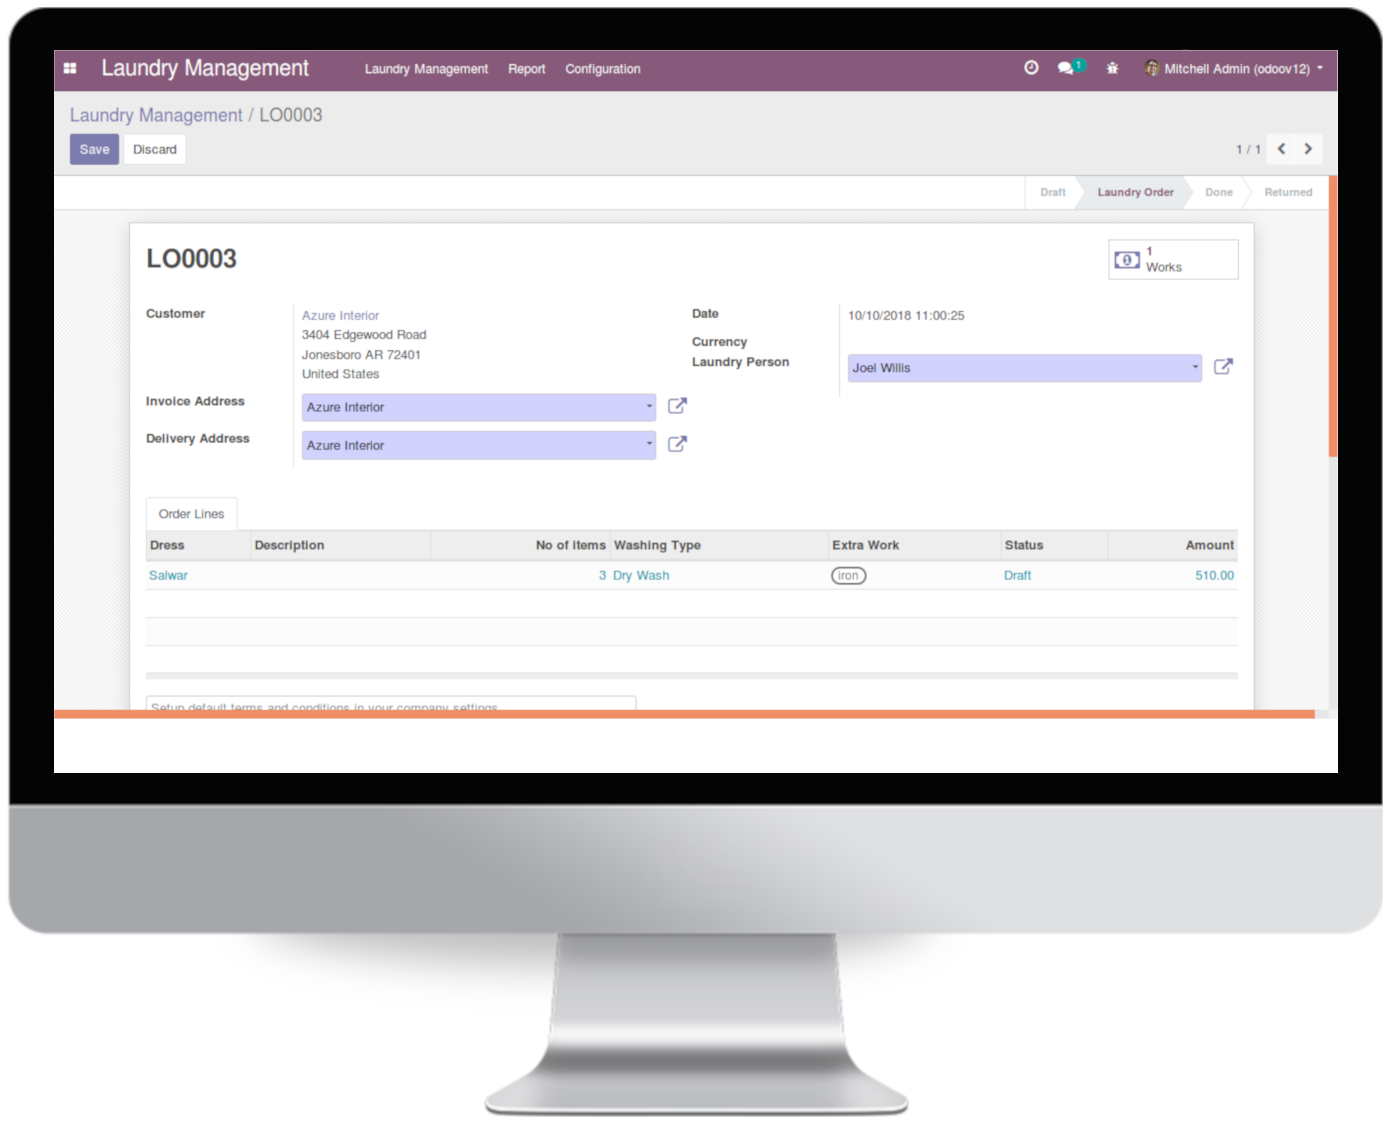 Laundry Management Laundry Management Report Configuration 1 Mitchell Admin (odoov12)
Laundry Management / LO0003
Save Discard 1 / 1
Draft Laundry Order Done Returned
LO0003
1
Works
Customer Azure Interior
3404 Edgewood Road
Jonesboro AR 72401
United States
Date 10/10/2018 11:00:25
Currency
Laundry Person Joel Willis
Invoice Address Azure Interior
Delivery Address Azure Interior
Order Lines
Dress Description No of items Washing Type Extra Work Status Amount
Salwar 3 Dry Wash iron Draft 510.00
Setup default terms and conditions in your company settings